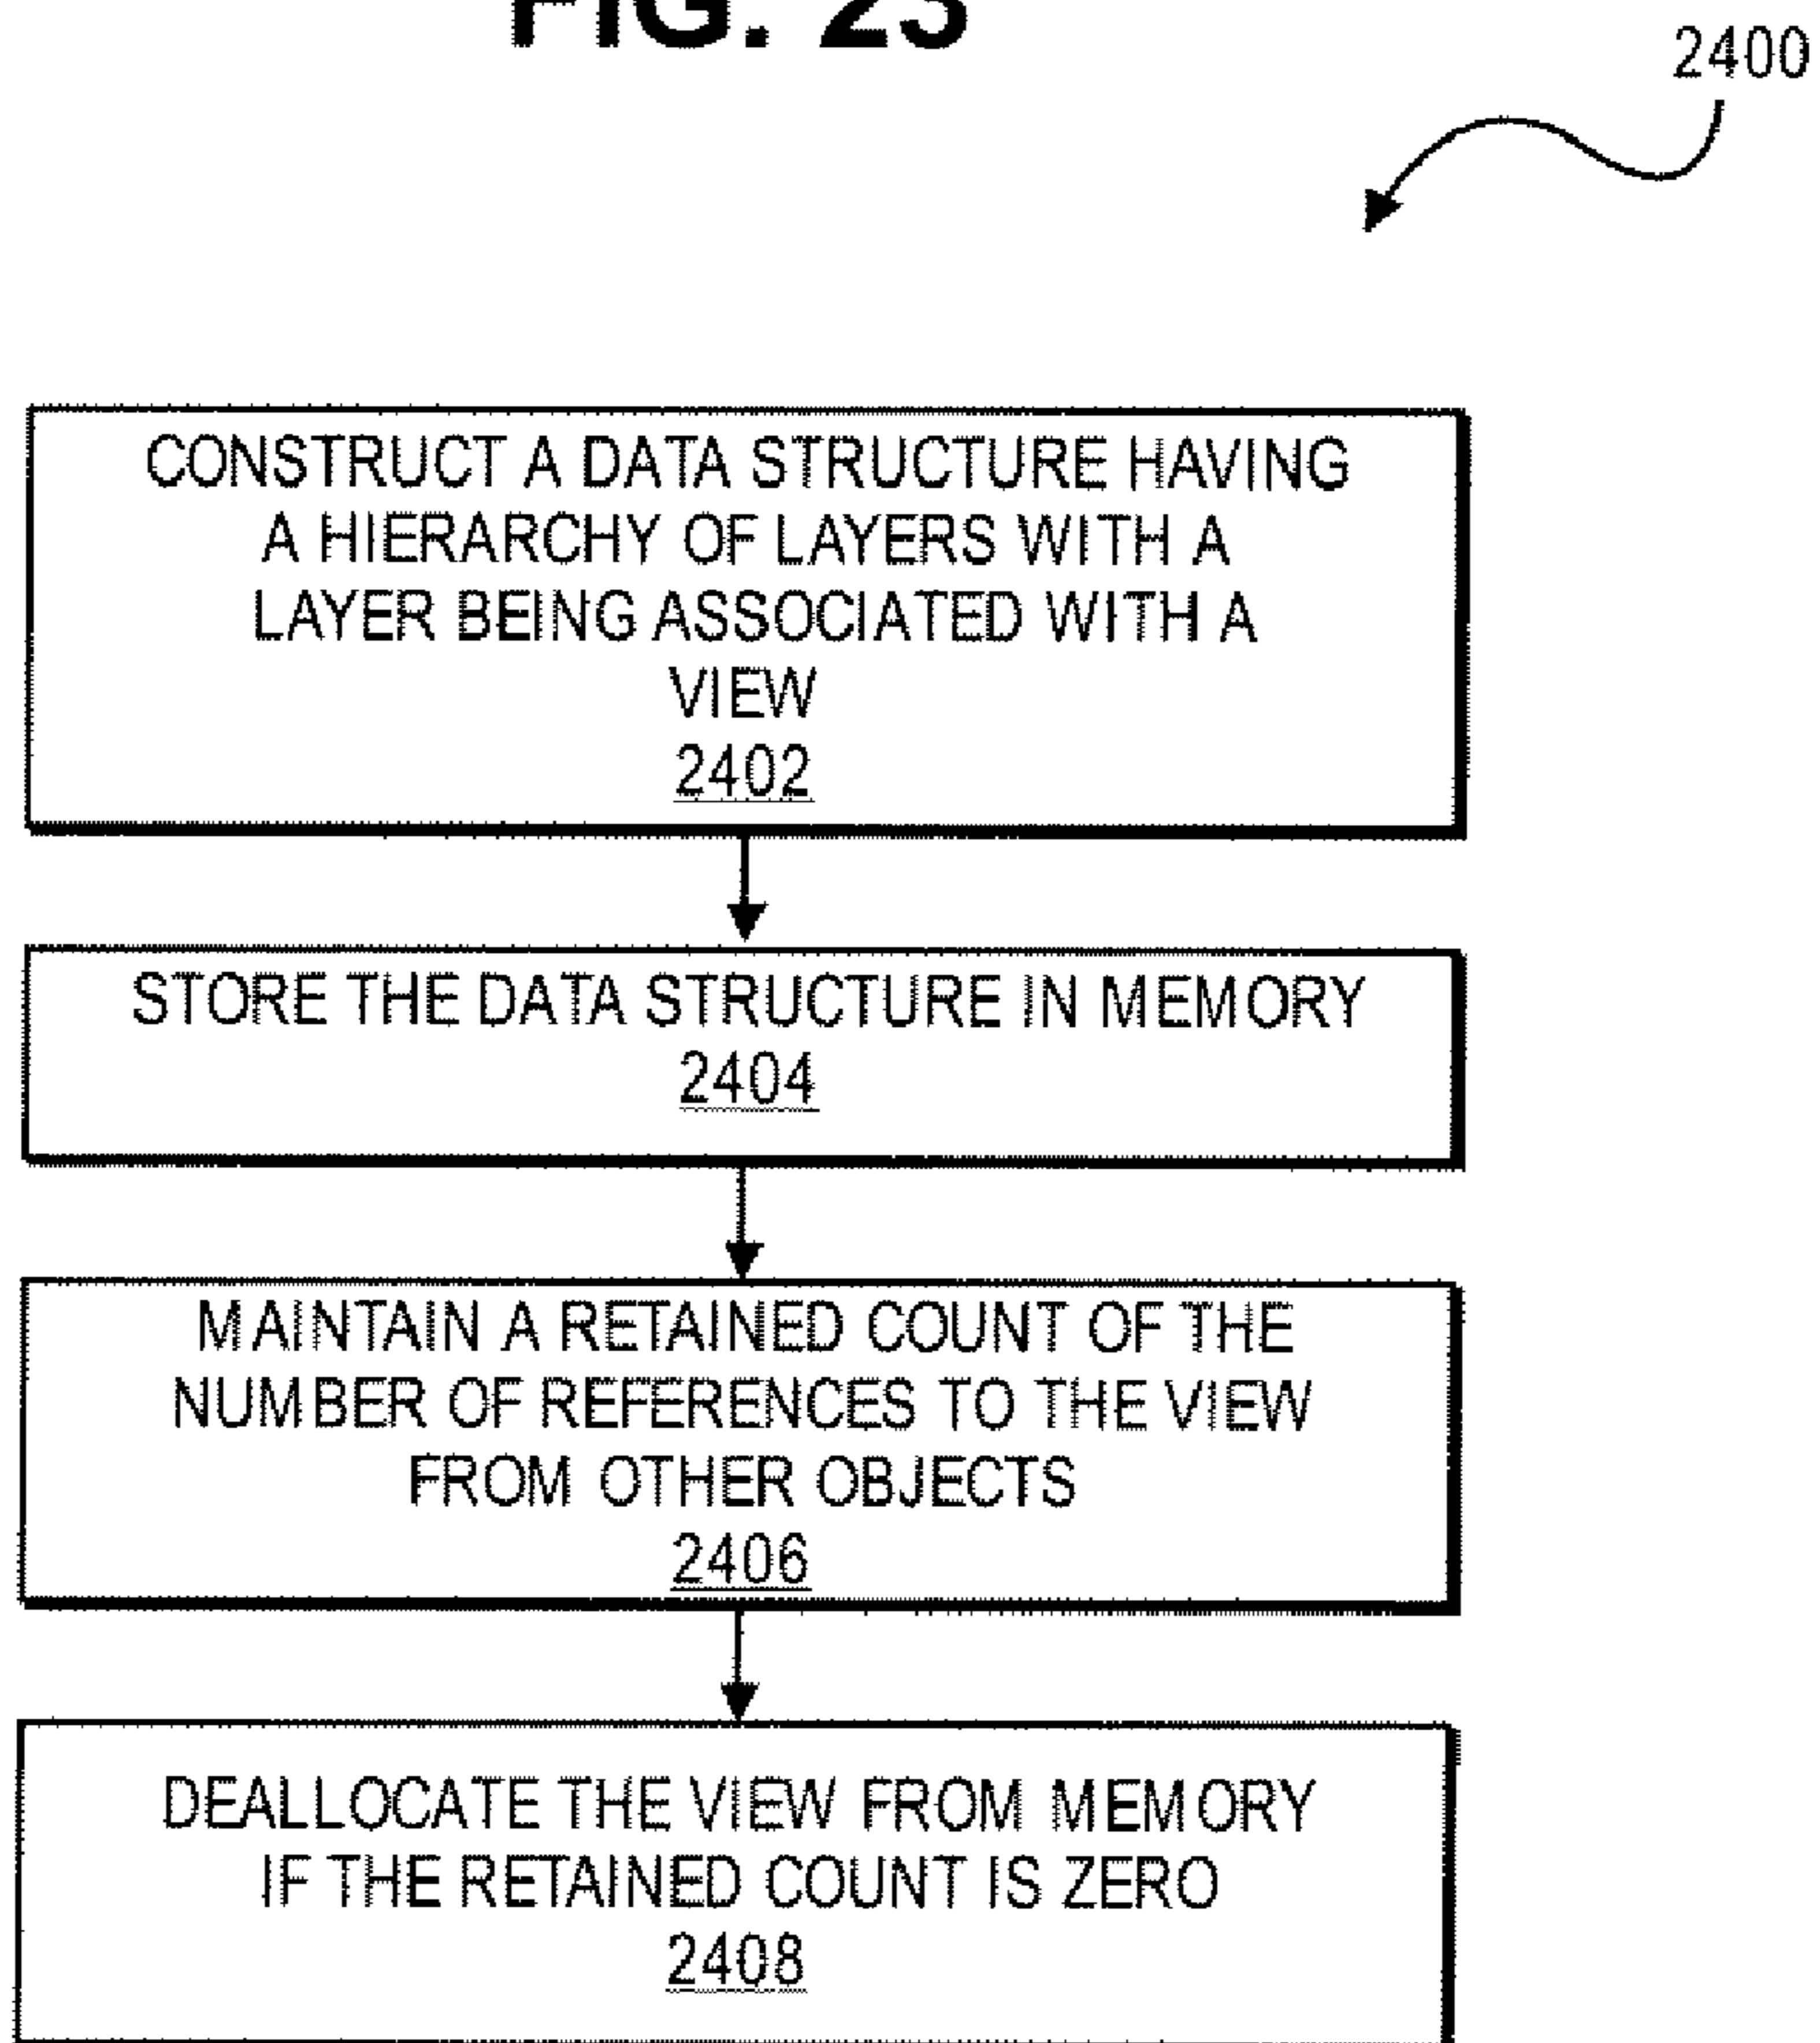 FIG. 23
2400
CONSTRUCT A DATA STRUCTURE HAVING
A HIERARCHY OF LAYERS WITH A
LAYER BEING ASSOCIATED WITH A
VIEW
2402
STORE THE DATA STRUCTURE IN MEMORY
2404
MAINTAIN A RETAINED COUNT OF THE
NUMBER OF REFERENCES TO THE VIEW
FROM OTHER OBJECTS
2406
DEALLOCATE THE VIEW FROM MEMORY
IF THE RETAINED COUNT IS ZERO
2408